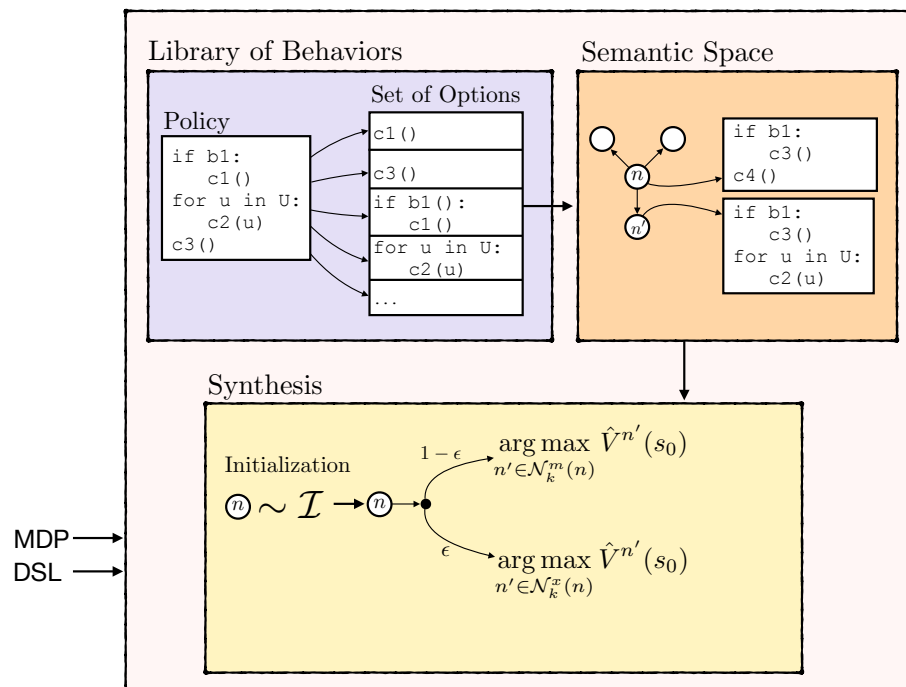 Library of Behaviors
Policy
if b1:
c1()
for u in U:
c2(u)
c3()
Set of Options
c1()
c3()
if b1():
c1()
for u in U:
c2(u)
...
Semantic Space
n
n'
if b1:
c3()
c4()
if b1:
c3()
for u in U:
c2(u)
Synthesis
Initialization
n ∼ 𝓘
n
1 − ϵ
arg max V̂^{n'}(s_0)
n'∈𝒩_k^m(n)
ϵ
arg max V̂^{n'}(s_0)
n'∈𝒩_k^x(n)
MDP
DSL